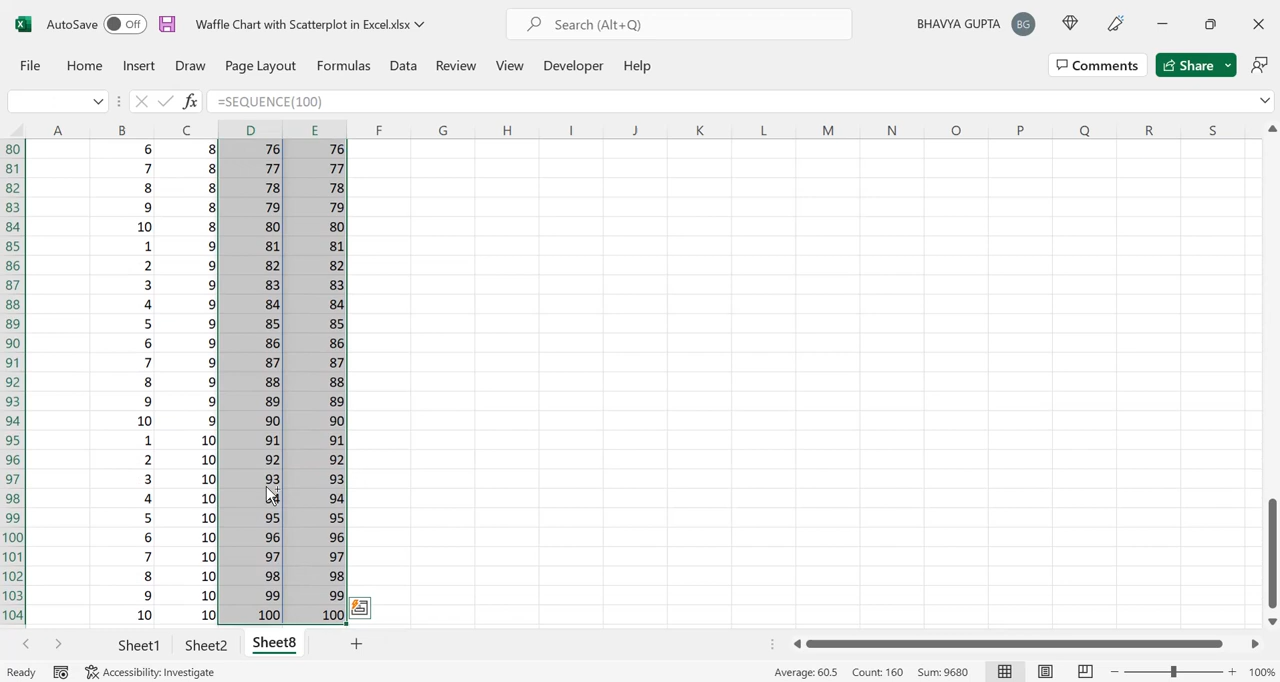 AutoSave Off Waffle Chart with Scatterplot in Excel.xlsx Search (Alt+Q) BHAVYA GUPTA BG
File Home Insert Draw Page Layout Formulas Data Review View Developer Help Comments Share
fx =SEQUENCE(100)
A B C D E F G H I J K L M N O P Q R S
80 6 8 76 76
81 7 8 77 77
82 8 8 78 78
83 9 8 79 79
84 10 8 80 80
85 1 9 81 81
86 2 9 82 82
87 3 9 83 83
88 4 9 84 84
89 5 9 85 85
90 6 9 86 86
91 7 9 87 87
92 8 9 88 88
93 9 9 89 89
94 10 9 90 90
95 1 10 91 91
96 2 10 92 92
97 3 10 93 93
98 4 10 94 94
99 5 10 95 95
100 6 10 96 96
101 7 10 97 97
102 8 10 98 98
103 9 10 99 99
104 10 10 100 100
Sheet1 Sheet2 Sheet8
Ready Accessibility: Investigate Average: 60.5 Count: 160 Sum: 9680 100%